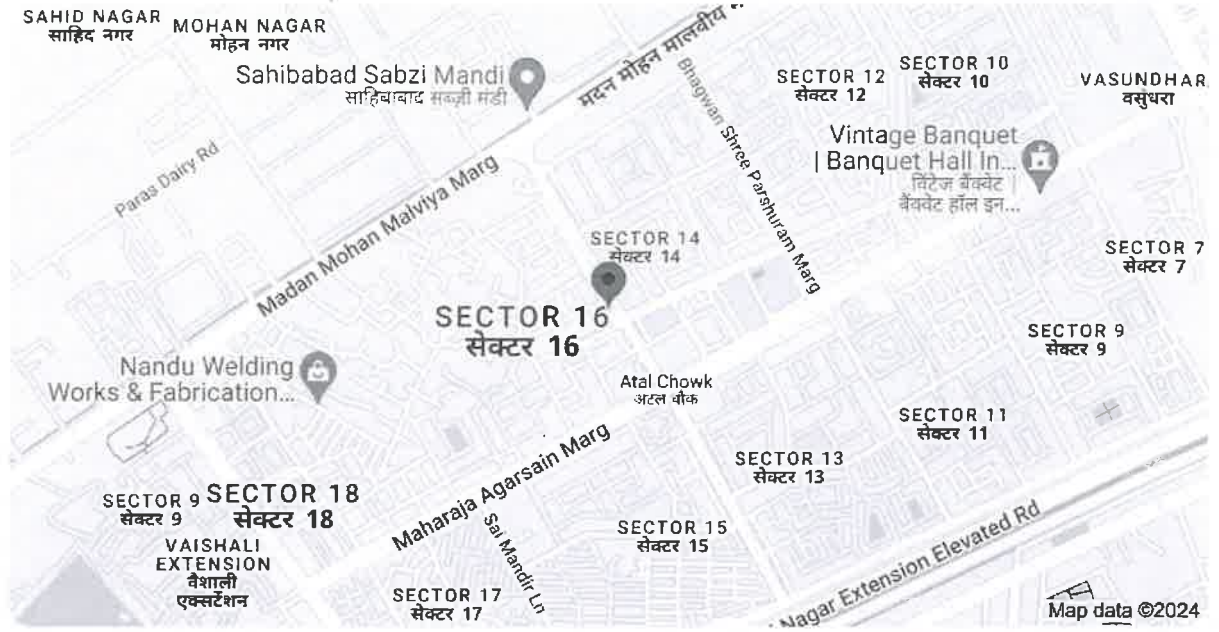 SAHID NAGAR
साहिद नगर
MOHAN NAGAR
मोहन नगर
Sahibabad Sabzi Mandi
साहिबाबाद सब्ज़ी मंडी
मदन मोहन मालवीय
Bhagwan Shree Parshuram Marg
SECTOR 12
सेक्टर 12
SECTOR 10
सेक्टर 10
VASUNDHAR
वसुंधरा
Vintage Banquet
| Banquet Hall In...
विंटेज बैंक्वेट |
बैंक्वेट हॉल इन...
Paras Dairy Rd
Madan Mohan Malviya Marg
SECTOR 14
सेक्टर 14
SECTOR 7
सेक्टर 7
SECTOR 16
सेक्टर 16
SECTOR 9
सेक्टर 9
Nandu Welding
Works & Fabrication...
Atal Chowk
अटल चौक
SECTOR 11
सेक्टर 11
Maharaja Agarsain Marg
SECTOR 13
सेक्टर 13
SECTOR 9
सेक्टर 9
SECTOR 18
सेक्टर 18
Sai Mandir Ln
SECTOR 15
सेक्टर 15
VAISHALI
EXTENSION
वैशाली
एक्सटेंशन
SECTOR 17
सेक्टर 17
Nagar Extension Elevated Rd
Map data ©2024